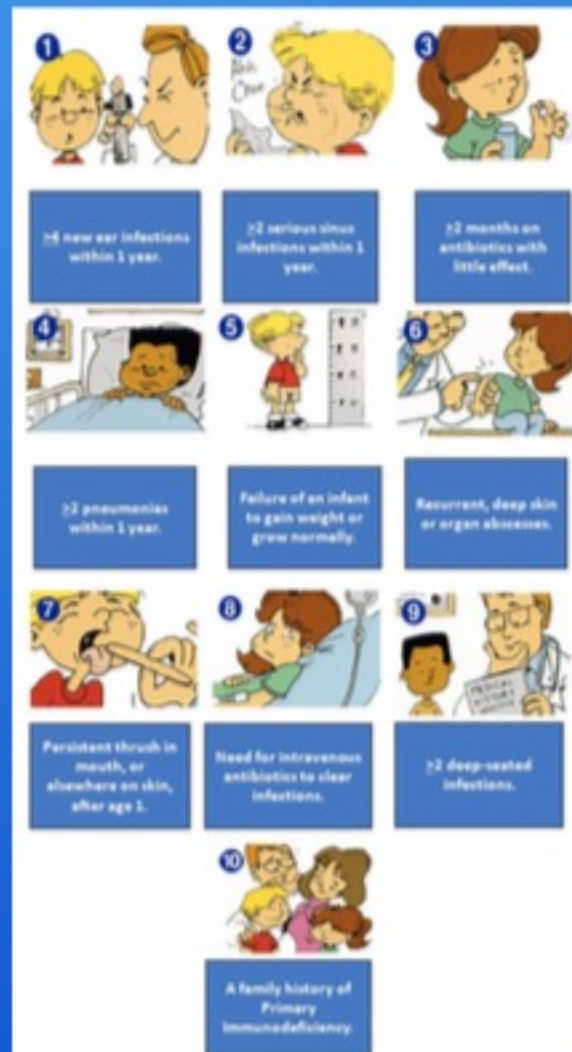 1
2
3
Ahh
Choo
≥4 new ear infections
within 1 year.
≥2 serious sinus
infections within 1
year.
≥2 months on
antibiotics with
little effect.
4
5
6
≥2 pneumonias
within 1 year.
Failure of an infant
to gain weight or
grow normally.
Recurrent, deep skin
or organ abscesses.
7
8
9
MEDICAL
HISTORY
Persistent thrush in
mouth, or
elsewhere on skin,
after age 1.
Need for intravenous
antibiotics to clear
infections.
≥2 deep-seated
infections.
10
A family history of
Primary
Immunodeficiency.